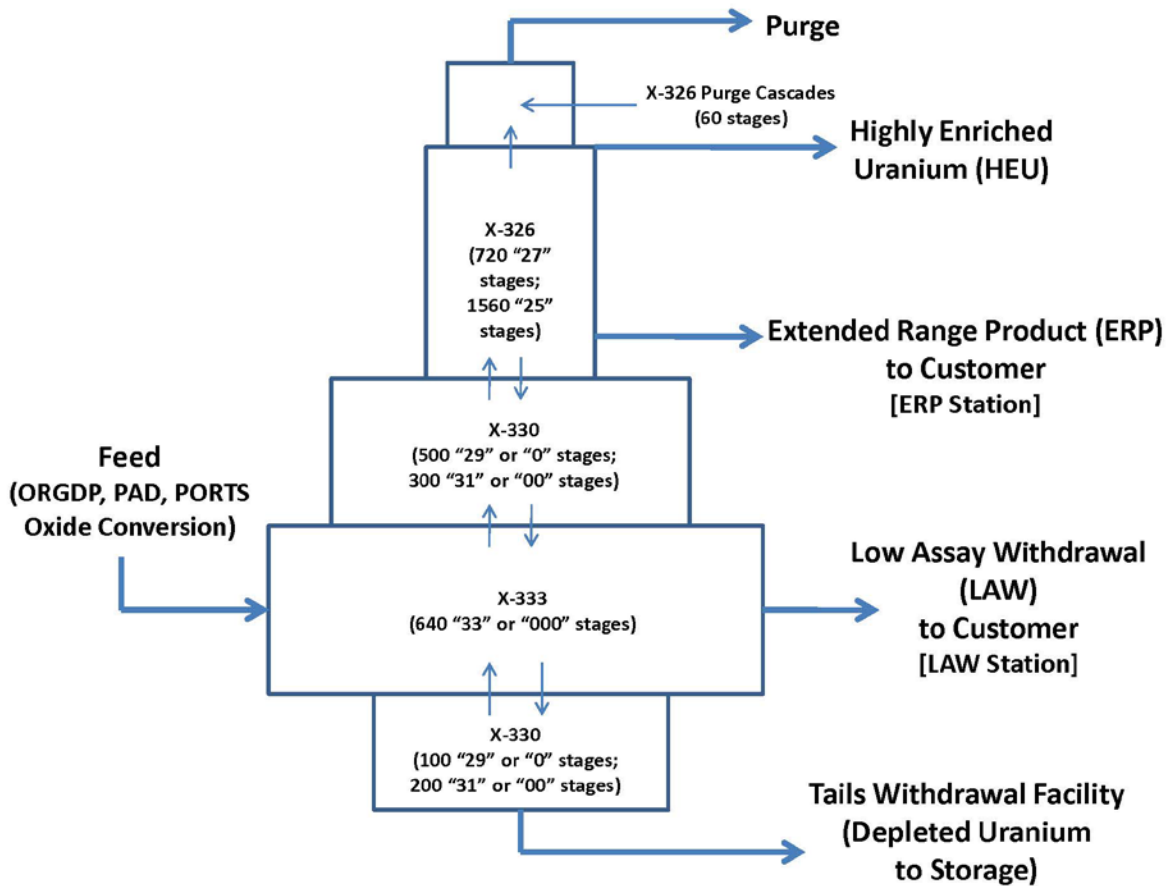 Purge
X-326 Purge Cascades
(60 stages)
Highly Enriched
Uranium (HEU)
X-326
(720 “27”
stages;
1560 “25”
stages)
Extended Range Product (ERP)
to Customer
[ERP Station]
X-330
(500 “29” or “0” stages;
300 “31” or “00” stages)
Feed
(ORGDP, PAD, PORTS
Oxide Conversion)
X-333
(640 “33” or “000” stages)
Low Assay Withdrawal
(LAW)
to Customer
[LAW Station]
X-330
(100 “29” or “0” stages;
200 “31” or “00” stages)
Tails Withdrawal Facility
(Depleted Uranium
to Storage)